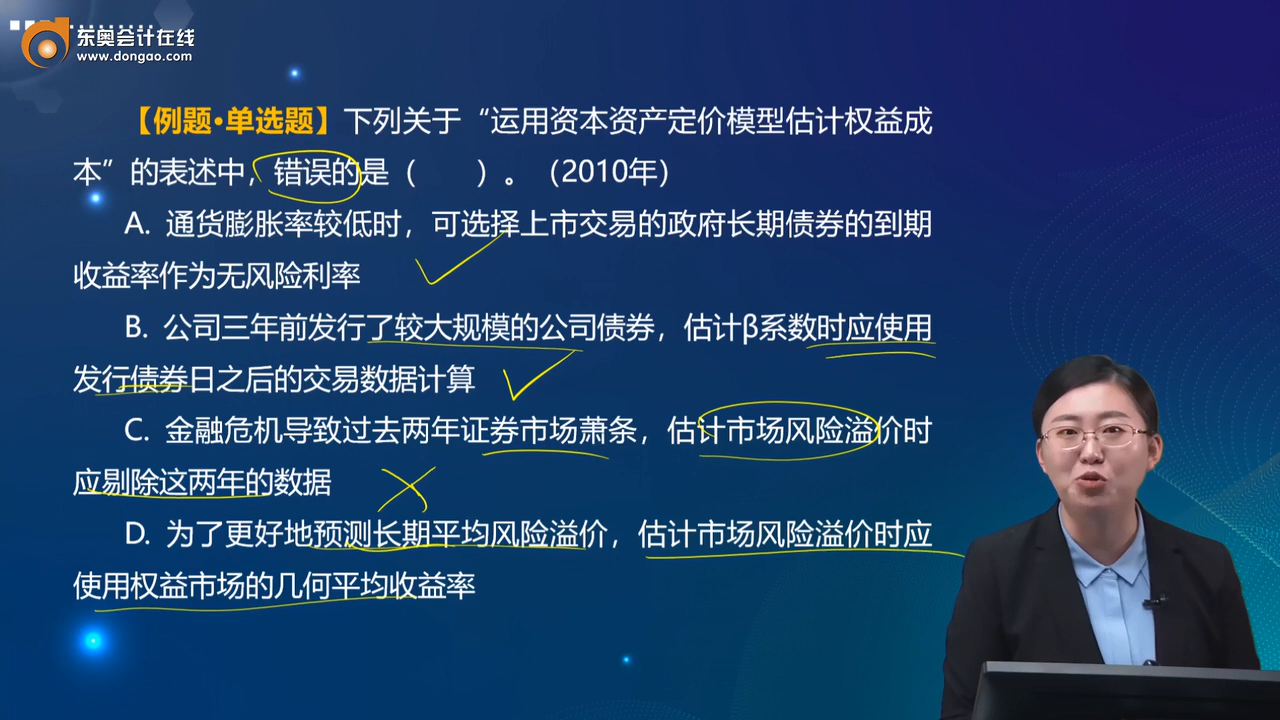 东奥会计在线
www.dongao.com
【例题·单选题】下列关于“运用资本资产定价模型估计权益成
本”的表述中，错误的是（　　）。（2010年）
A. 通货膨胀率较低时，可选择上市交易的政府长期债券的到期
收益率作为无风险利率
B. 公司三年前发行了较大规模的公司债券，估计β系数时应使用
发行债券日之后的交易数据计算
C. 金融危机导致过去两年证券市场萧条，估计市场风险溢价时
应剔除这两年的数据
D. 为了更好地预测长期平均风险溢价，估计市场风险溢价时应
使用权益市场的几何平均收益率